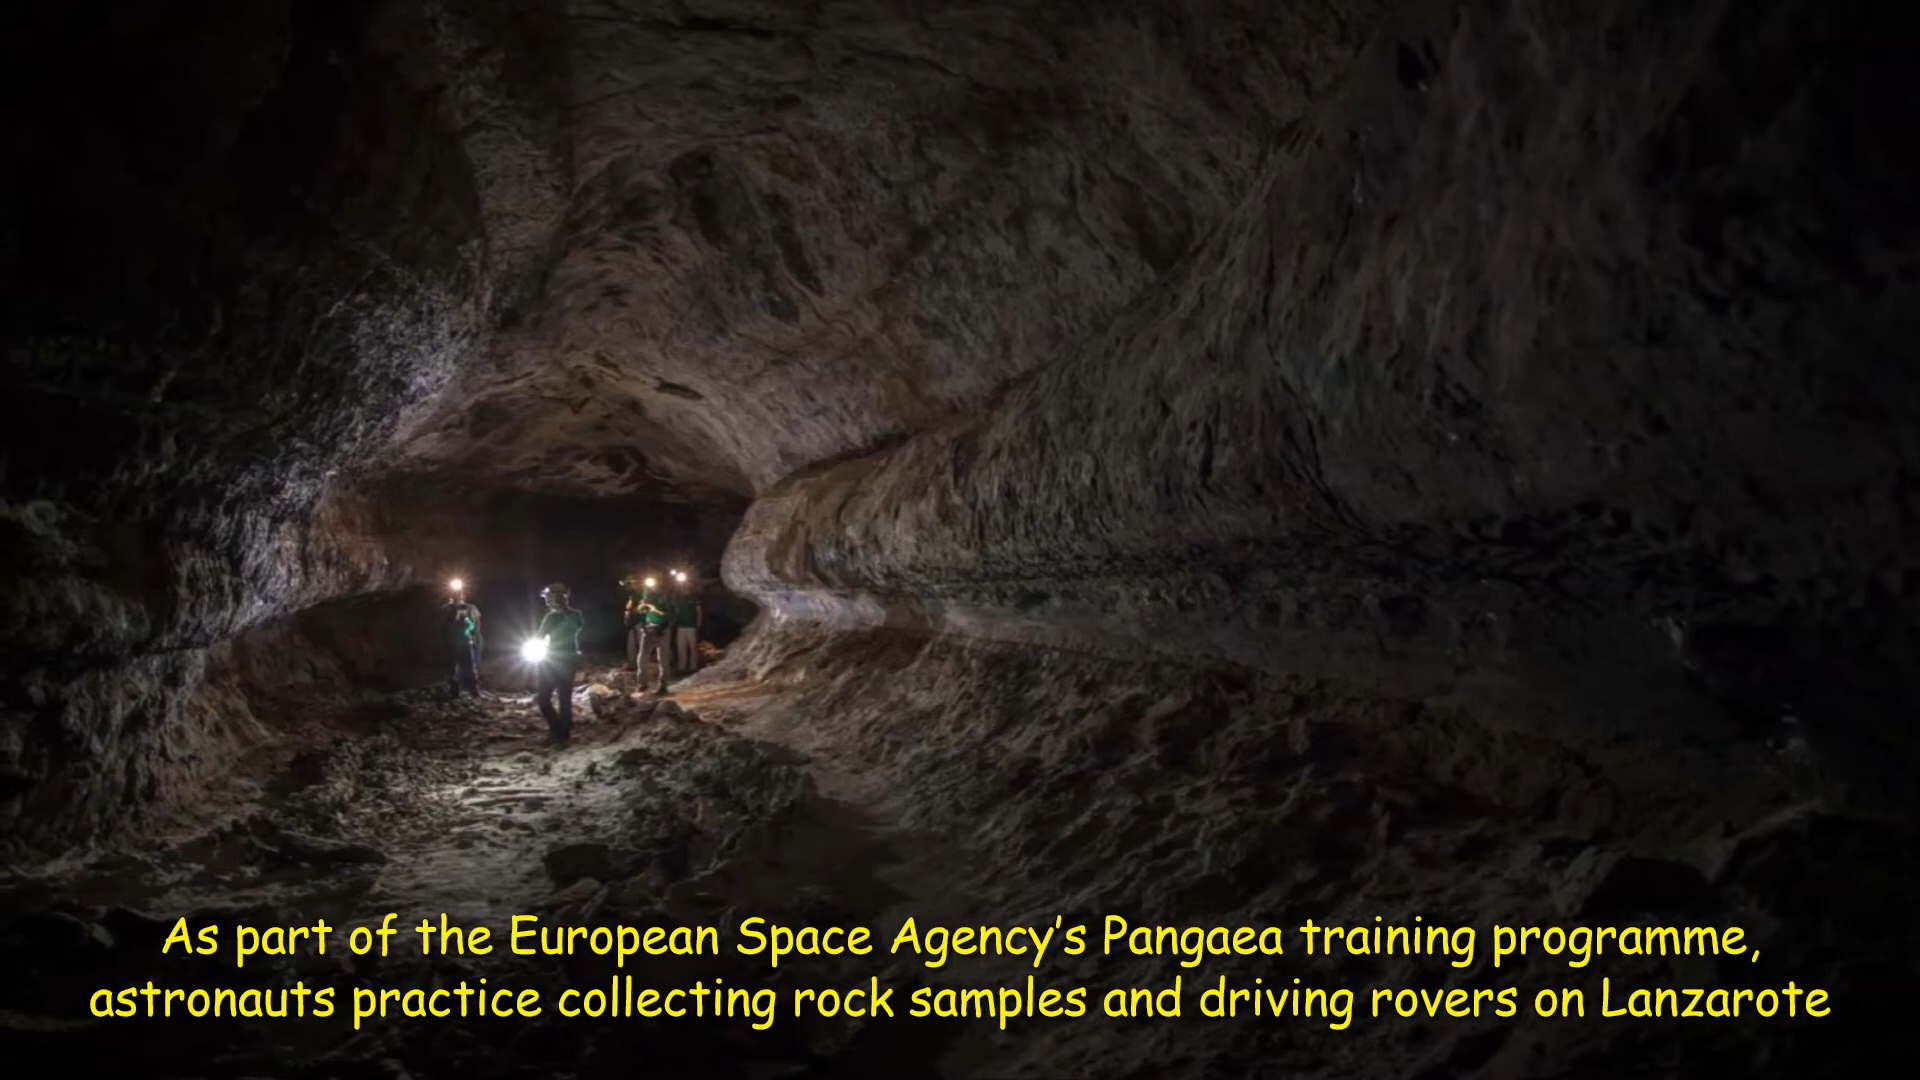 As part of the European Space Agency’s Pangaea training programme,
astronauts practice collecting rock samples and driving rovers on Lanzarote